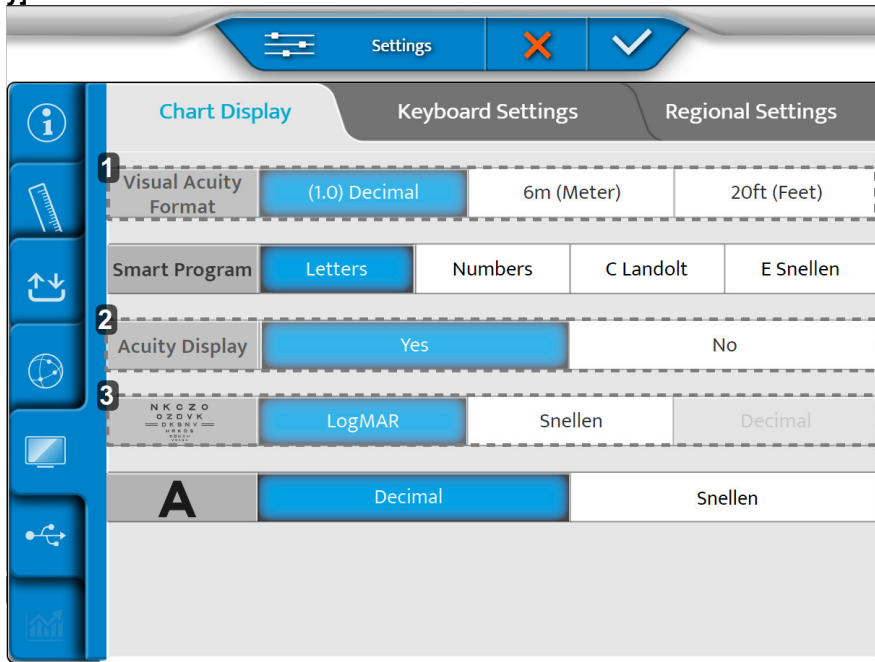 y]
Settings
Chart Display Keyboard Settings Regional Settings
1
Visual Acuity
Format
(1.0) Decimal 6m (Meter) 20ft (Feet)
Smart Program Letters Numbers C Landolt E Snellen
2
Acuity Display Yes No
3
N K C Z O
O Z D V K
D K S N V
LogMAR Snellen Decimal
A Decimal Snellen